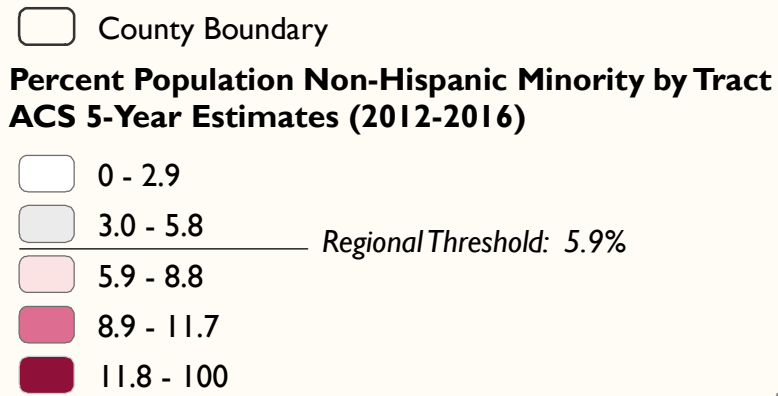 County Boundary
Percent Population Non-Hispanic Minority by Tract
ACS 5-Year Estimates (2012-2016)
0 - 2.9
3.0 - 5.8
Regional Threshold: 5.9%
5.9 - 8.8
8.9 - 11.7
11.8 - 100